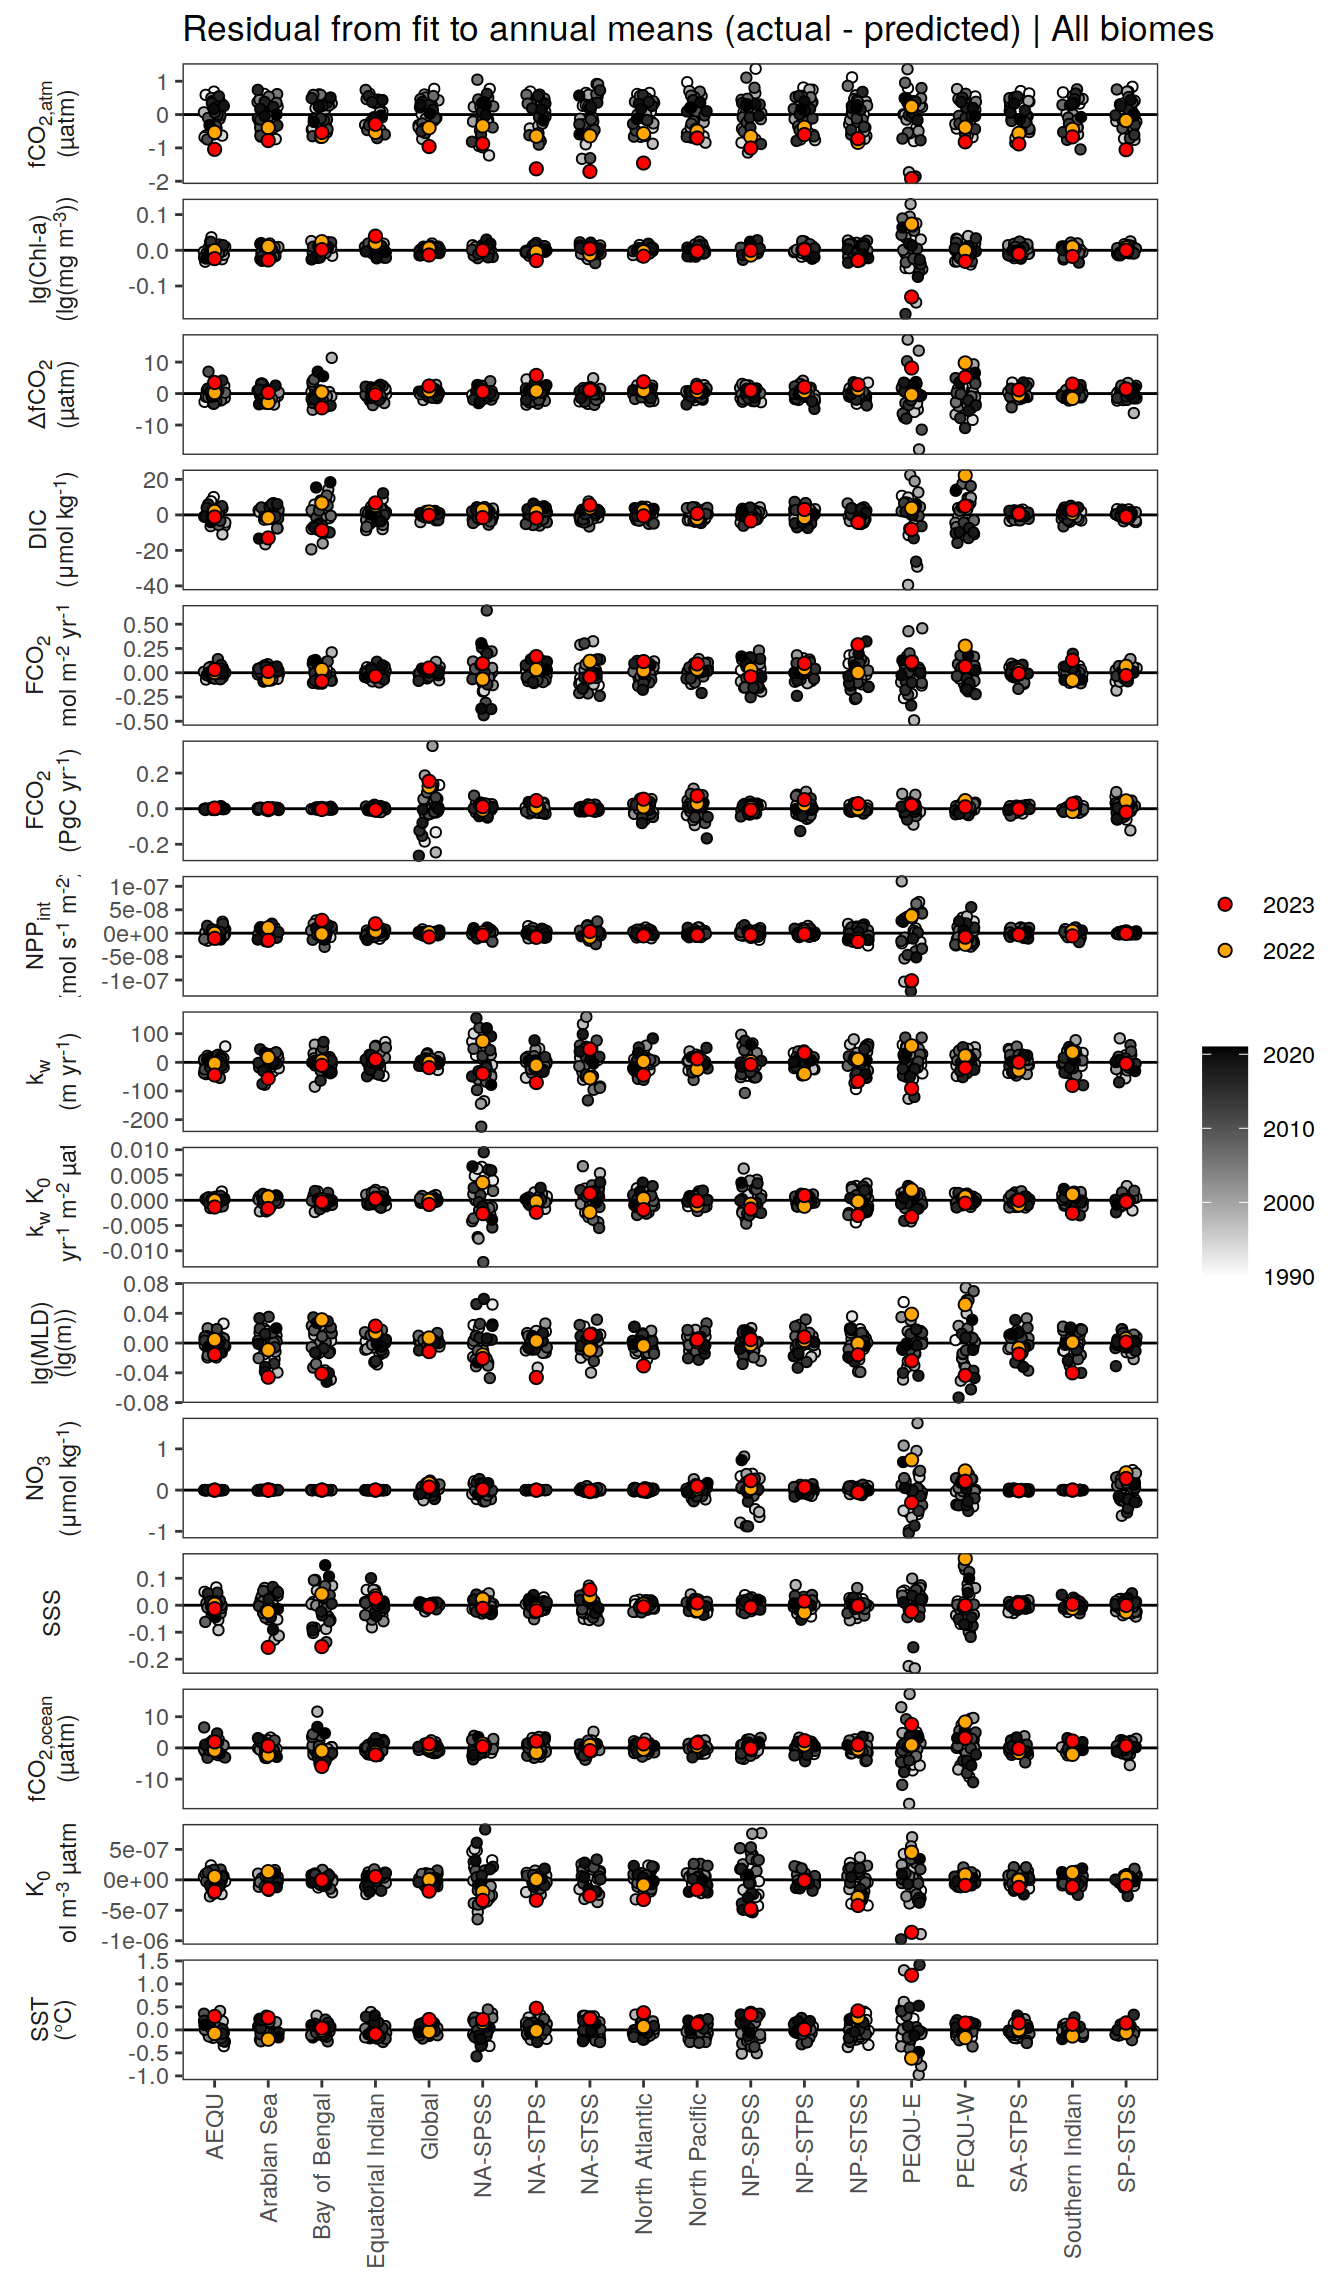 Residual from fit to annual means (actual - predicted) | All biomes
fCO2,atm
(µatm)
1
0
-1
-2
lg(Chl-a)
(lg(mg m-3))
0.1
0.0
-0.1
ΔfCO2
(µatm)
10
0
-10
DIC
(µmol kg-1)
20
0
-20
-40
FCO2
mol m-2 yr-1
0.50
0.25
0.00
-0.25
-0.50
FCO2
(PgC yr-1)
0.2
0.0
-0.2
NPPint
(mol s-1 m-2)
1e-07
5e-08
0e+00
-5e-08
-1e-07
kw
(m yr-1)
100
0
-100
-200
kw K0
yr-1 m-2 µat
0.010
0.005
0.000
-0.005
-0.010
lg(MLD)
(lg(m))
0.08
0.04
0.00
-0.04
-0.08
NO3
(µmol kg-1)
1
0
-1
SSS
0.1
0.0
-0.1
-0.2
fCO2,ocean
(µatm)
10
0
-10
K0
ol m-3 µatm
5e-07
0e+00
-5e-07
-1e-06
SST
(°C)
1.5
1.0
0.5
0.0
-0.5
-1.0
AEQU
Arabian Sea
Bay of Bengal
Equatorial Indian
Global
NA-SPSS
NA-STPS
NA-STSS
North Atlantic
North Pacific
NP-SPSS
NP-STPS
NP-STSS
PEQU-E
PEQU-W
SA-STPS
Southern Indian
SP-STSS
2023
2022
2020
2010
2000
1990